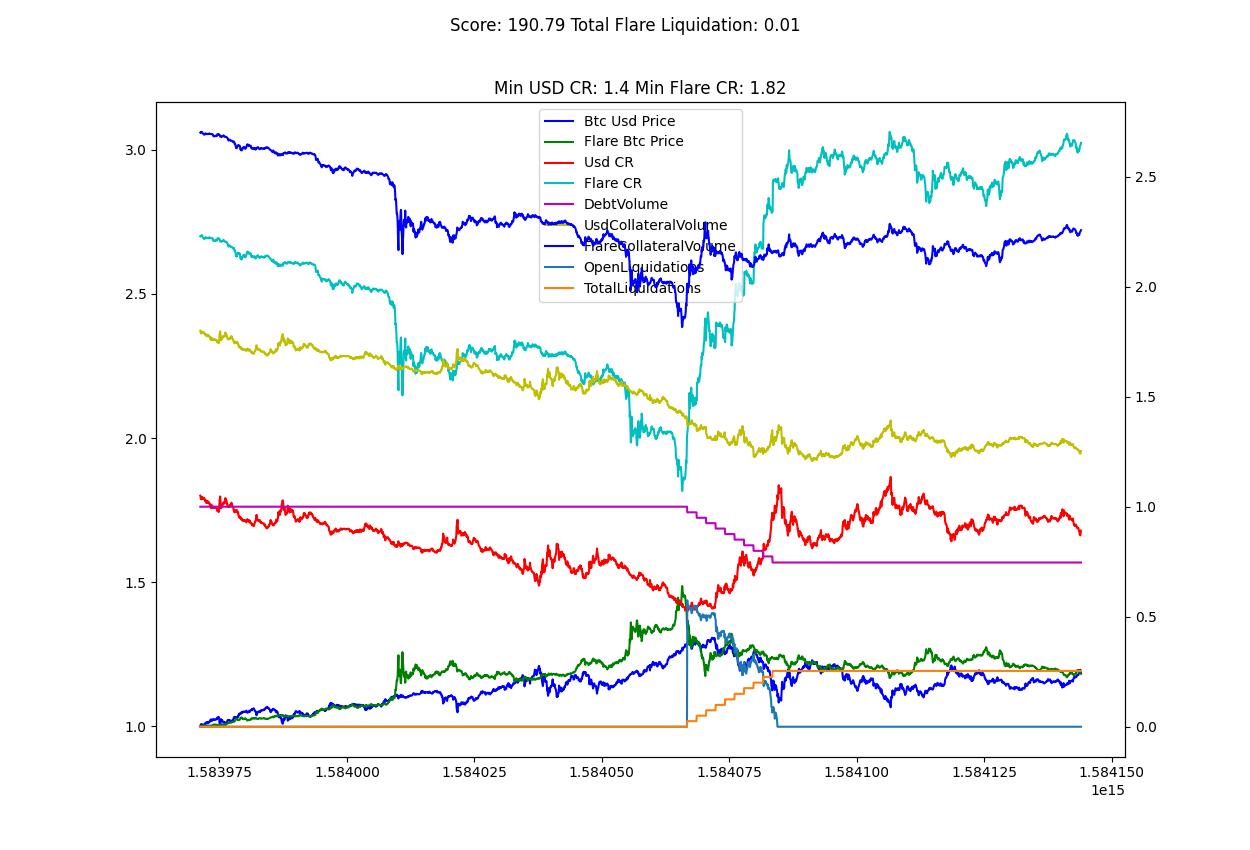 Score: 190.79 Total Flare Liquidation: 0.01
Min USD CR: 1.4 Min Flare CR: 1.82
Btc Usd Price
Flare Btc Price
Usd CR
Flare CR
DebtVolume
UsdCollateralVolume
FlareCollateralVolume
OpenLiquidations
TotalLiquidations
3.0
2.5
2.0
1.5
1.0
2.5
2.0
1.5
1.0
0.5
0.0
1.583975 1.584000 1.584025 1.584050 1.584075 1.584100 1.584125 1.584150
1e15